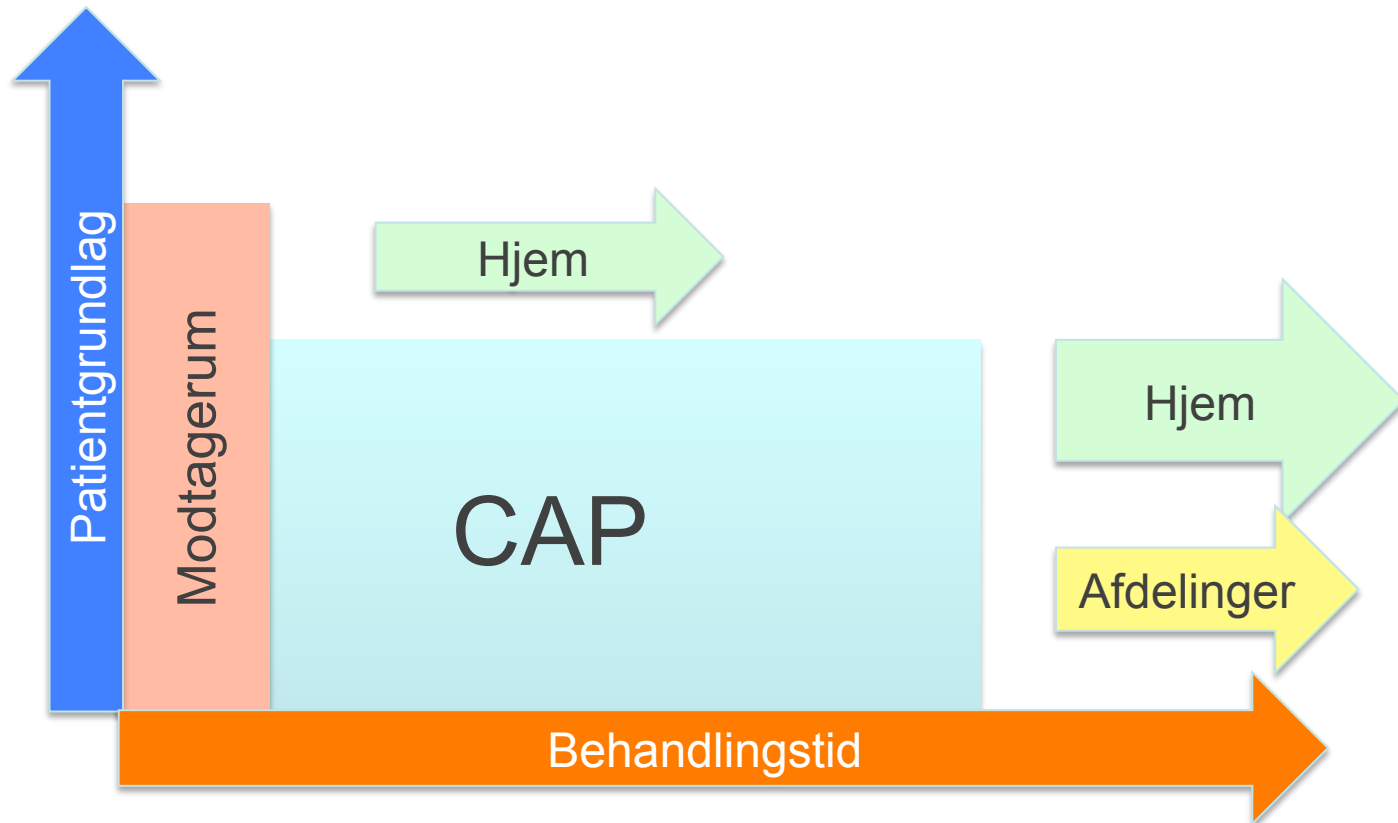 Patientgrundlag
Modtagerum
Hjem
CAP
Hjem
Afdelinger
Behandlingstid